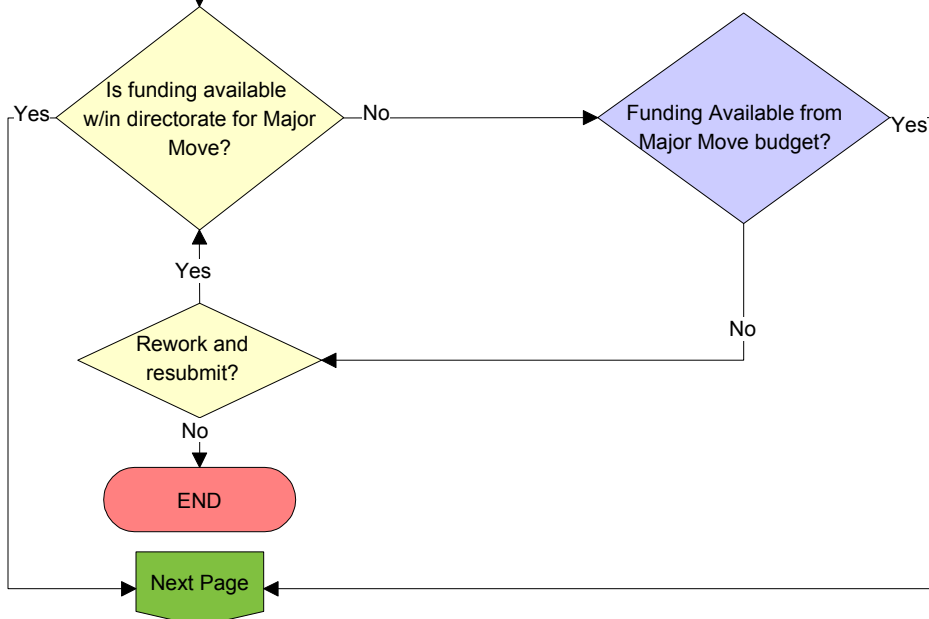 Is funding available
w/in directorate for Major
Move?
Yes
No
Funding Available from
Major Move budget?
Yes
Yes
No
Rework and
resubmit?
No
END
Next Page